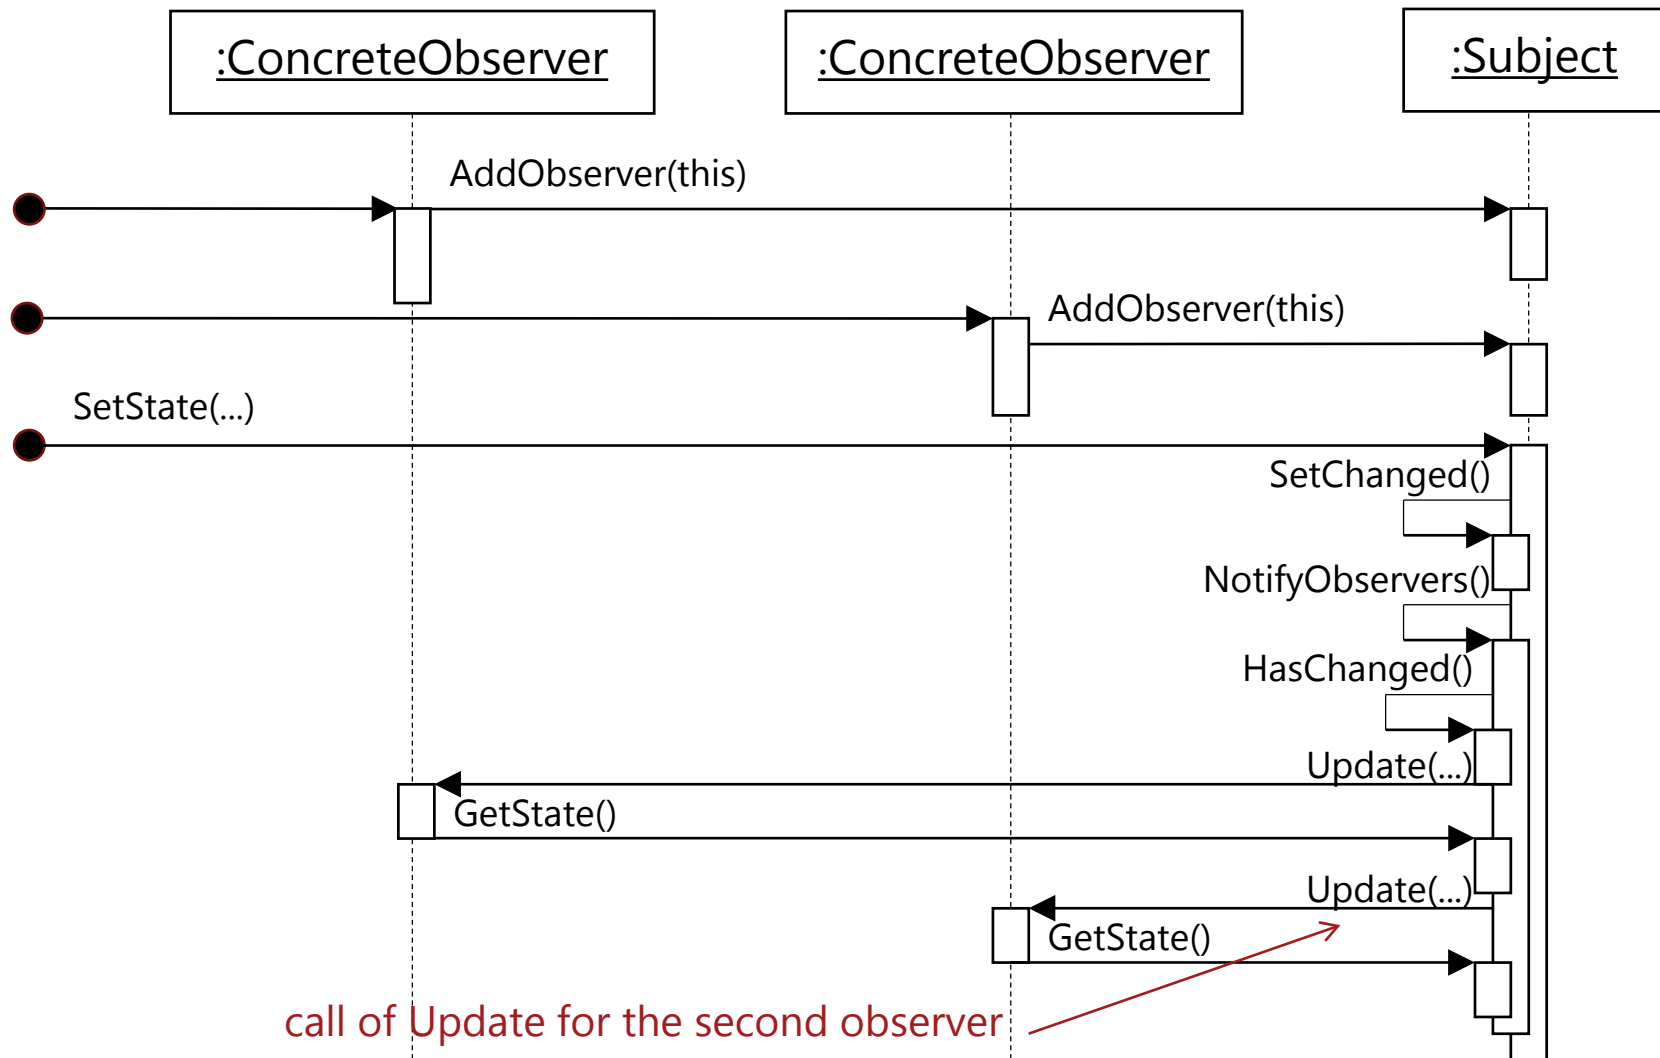 :ConcreteObserver
:ConcreteObserver
:Subject
AddObserver(this)
AddObserver(this)
SetState(...)
SetChanged()
NotifyObservers()
HasChanged()
Update(...)
GetState()
Update(...)
GetState()
call of Update for the second observer